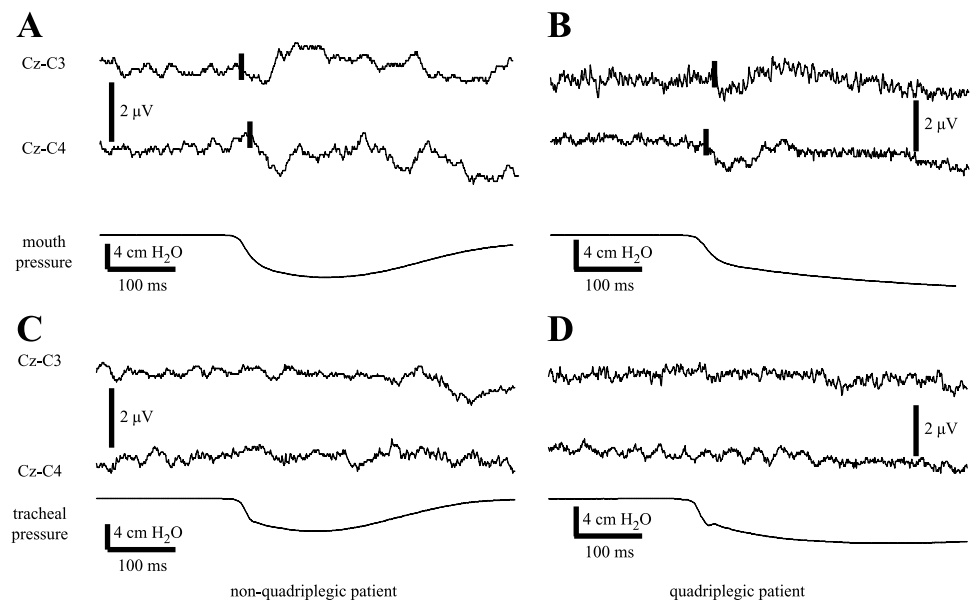 A
B
Cz-C3
2 μV
2 μV
Cz-C4
mouth
pressure
4 cm H₂O
100 ms
4 cm H₂O
100 ms
C
D
Cz-C3
2 μV
2 μV
Cz-C4
tracheal
pressure
4 cm H₂O
100 ms
4 cm H₂O
100 ms
non-quadriplegic patient
quadriplegic patient